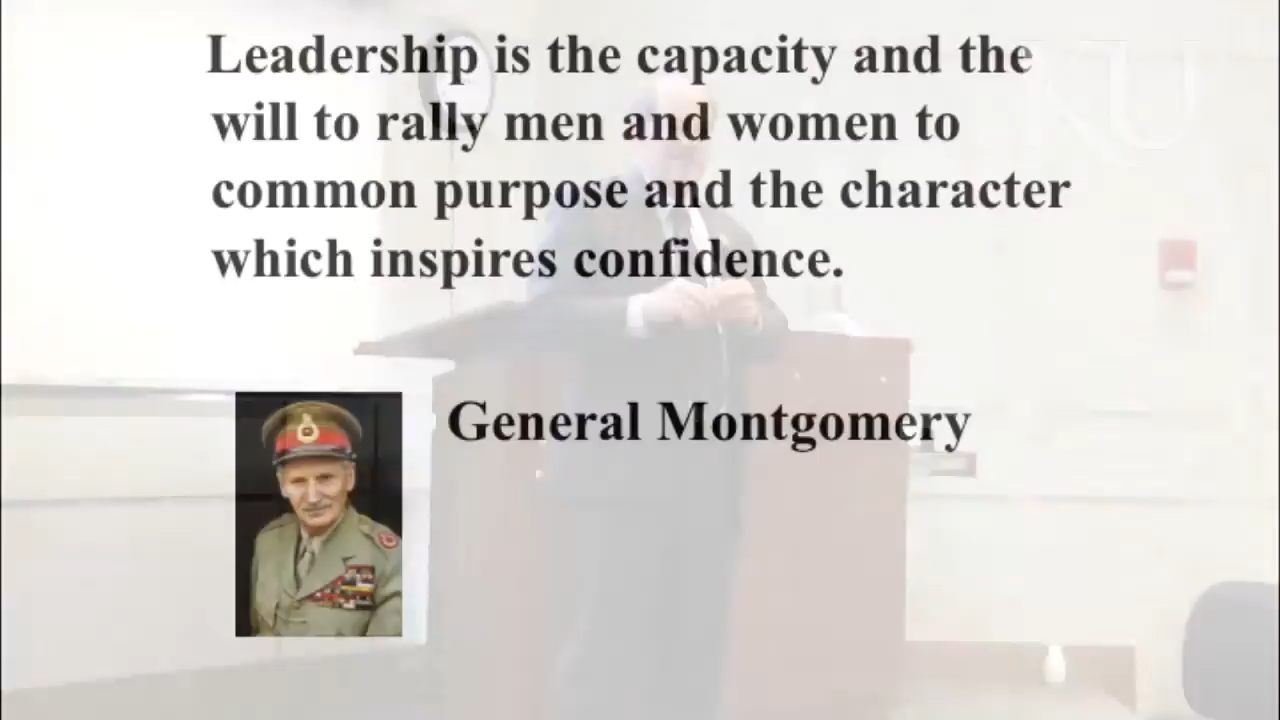 KU
Leadership is the capacity and the
will to rally men and women to
common purpose and the character
which inspires confidence.
General Montgomery